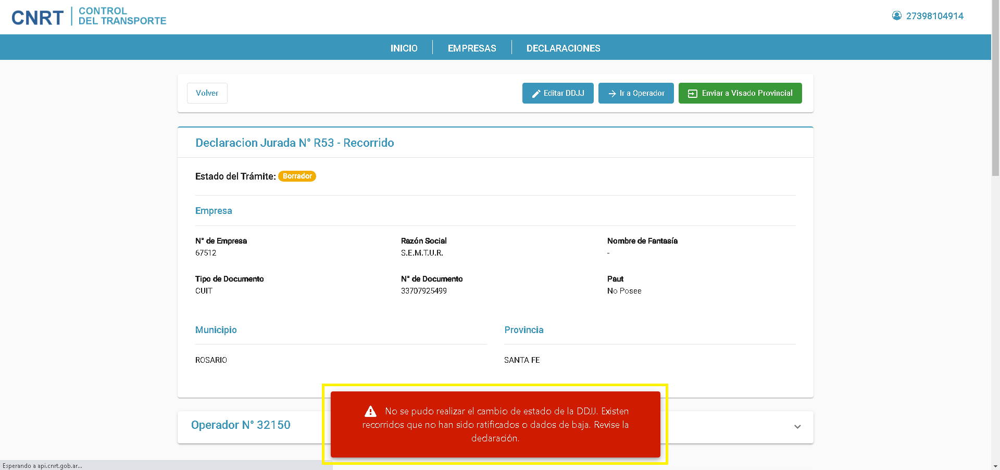 CNRT CONTROL
DEL TRANSPORTE
27398104914
INICIO EMPRESAS DECLARACIONES
Volver Editar DDJJ Ir a Operador Enviar a Visado Provincial
Declaracion Jurada N° R53 - Recorrido
Estado del Trámite: Borrador
Empresa
N° de Empresa Razón Social Nombre de Fantasía
67512 S.E.M.T.U.R. -
Tipo de Documento N° de Documento Paut
CUIT 33707925499 No Posee
Municipio Provincia
ROSARIO SANTA FE
Operador N° 32150
No se pudo realizar el cambio de estado de la DDJJ. Existen
recorridos que no han sido ratificados o dados de baja. Revise la
declaración.
Esperando a api.cnrt.gob.ar...